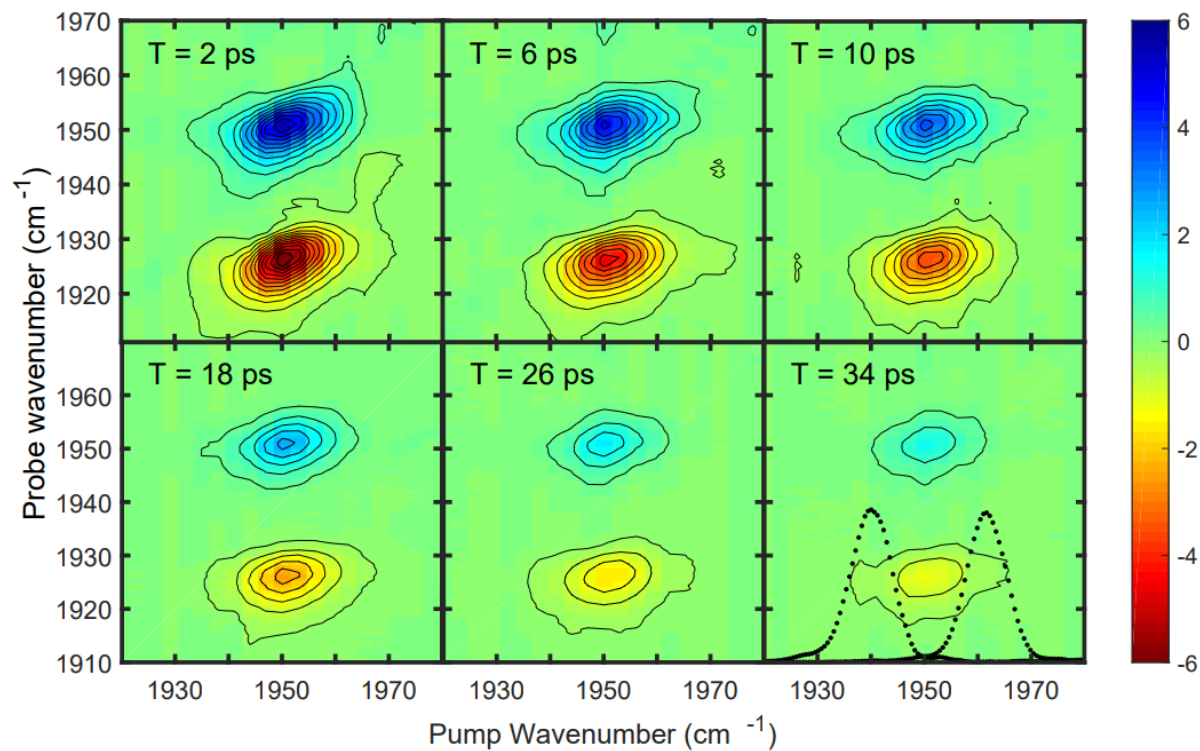 1970
1960
1950
1940
1930
1920
T = 2 ps
T = 6 ps
T = 10 ps
6
4
2
0
-2
-4
-6
1960
1950
1940
1930
1920
1910
T = 18 ps
T = 26 ps
T = 34 ps
1930 1950 1970 1930 1950 1970 1930 1950 1970
Pump Wavenumber (cm -1)
Probe wavenumber (cm-1)